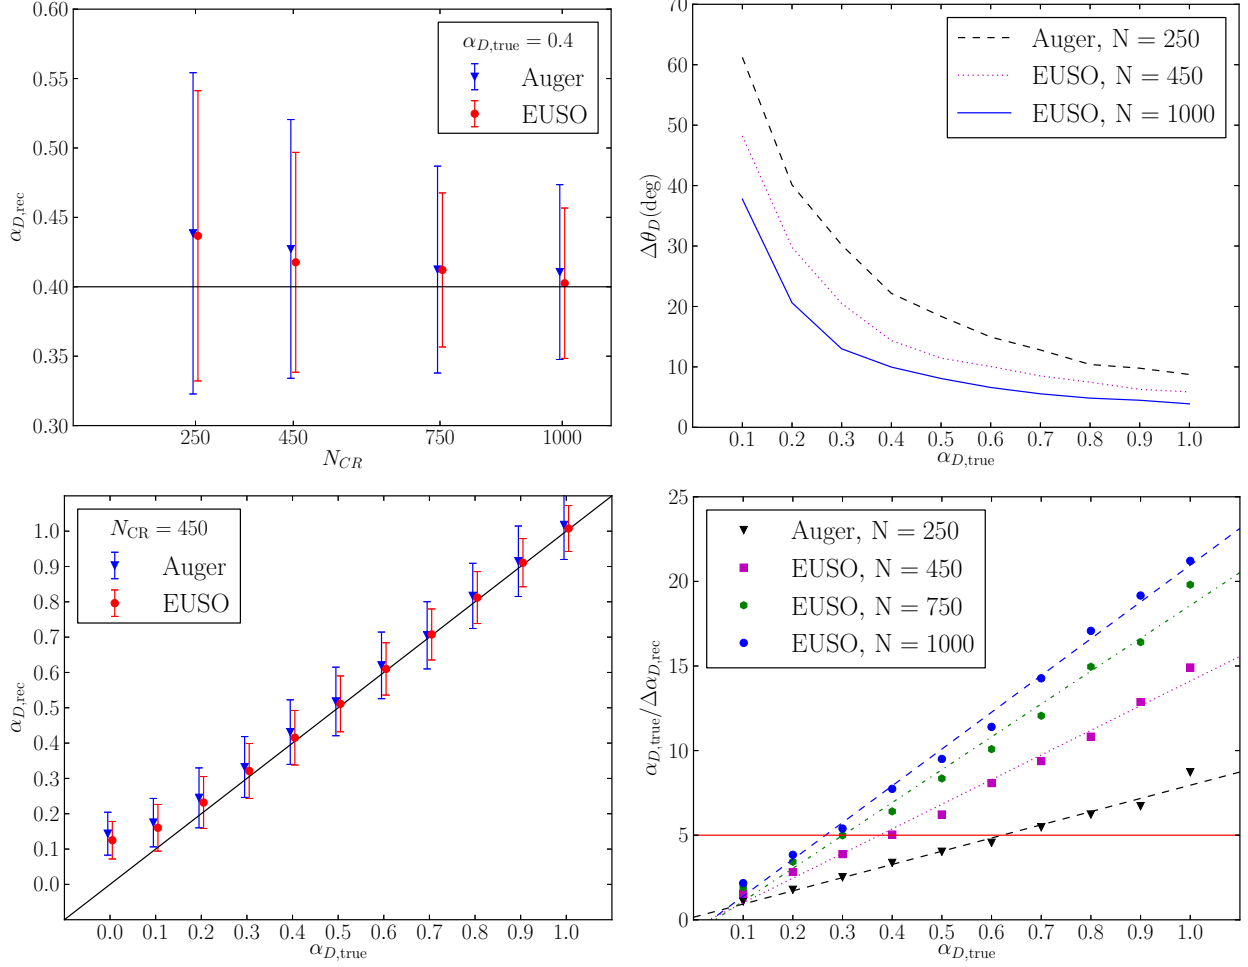 0.60
0.55
0.50
0.45
0.40
0.35
0.30
α_{D,rec}
α_{D,true} = 0.4
Auger
EUSO
250 450 750 1000
N_{CR}
70
60
50
40
30
20
10
0
Δθ_D(deg)
Auger, N = 250
EUSO, N = 450
EUSO, N = 1000
0.1 0.2 0.3 0.4 0.5 0.6 0.7 0.8 0.9 1.0
α_{D,true}
1.0
0.9
0.8
0.7
0.6
0.5
0.4
0.3
0.2
0.1
0.0
α_{D,rec}
N_{CR} = 450
Auger
EUSO
0.0 0.1 0.2 0.3 0.4 0.5 0.6 0.7 0.8 0.9 1.0
α_{D,true}
25
20
15
10
5
0
α_{D,true}/Δα_{D,rec}
Auger, N = 250
EUSO, N = 450
EUSO, N = 750
EUSO, N = 1000
0.1 0.2 0.3 0.4 0.5 0.6 0.7 0.8 0.9 1.0
α_{D,true}